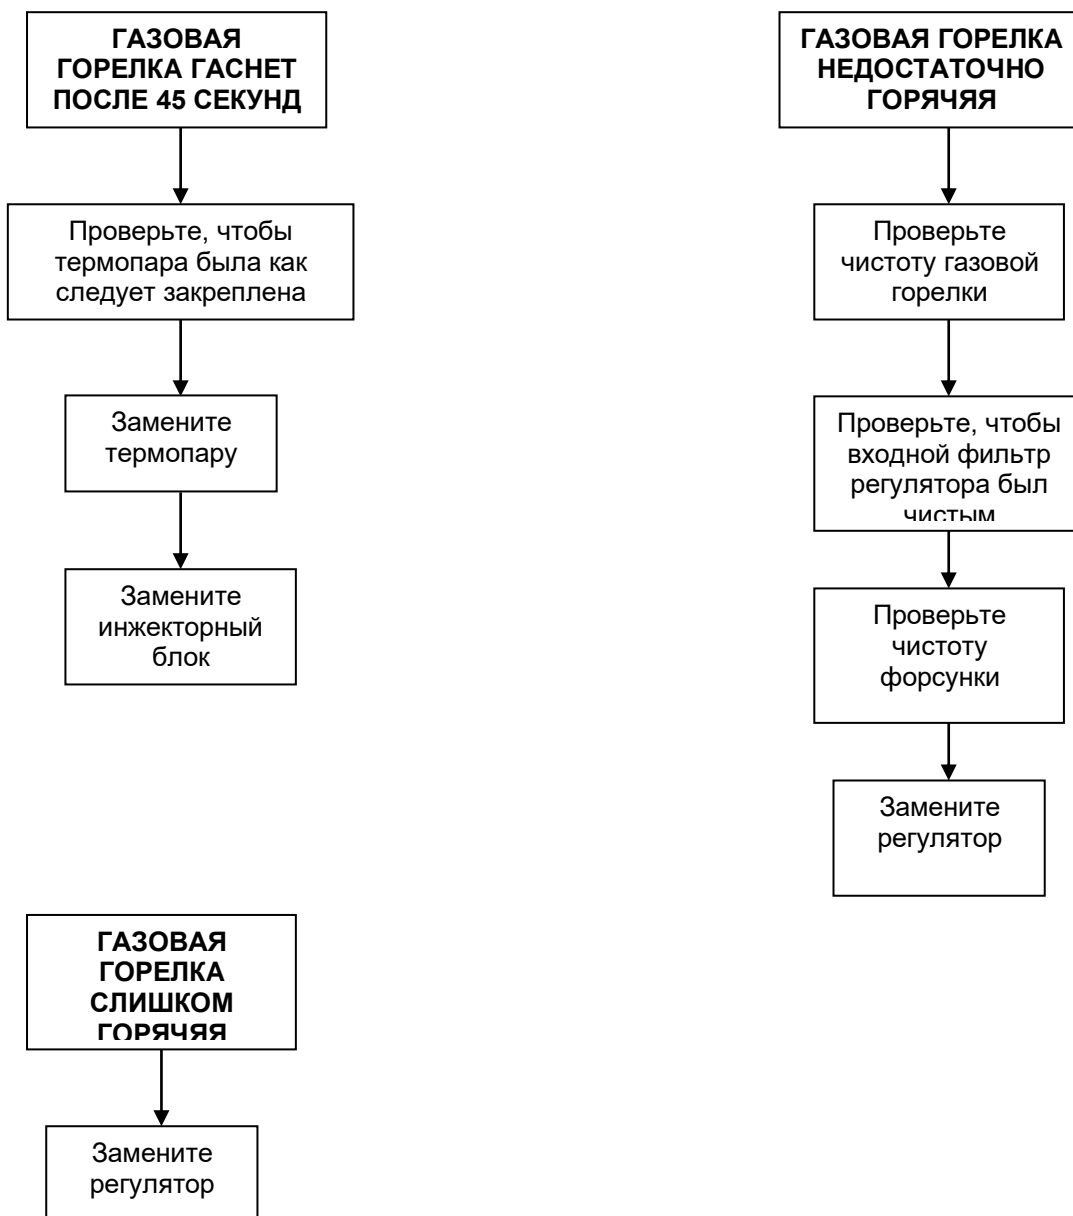 ГАЗОВАЯ
ГОРЕЛКА ГАСНЕТ
ПОСЛЕ 45 СЕКУНД
Проверьте, чтобы
термопара была как
следует закреплена
Замените
термопару
Замените
инжекторный
блок
ГАЗОВАЯ ГОРЕЛКА
НЕДОСТАТОЧНО
ГОРЯЧЯЯ
Проверьте
чистоту газовой
горелки
Проверьте, чтобы
входной фильтр
регулятора был
чистым
Проверьте
чистоту
форсунки
Замените
регулятор
ГАЗОВАЯ
ГОРЕЛКА
СЛИШКОМ
ГОРЯЧЯЯ
Замените
регулятор